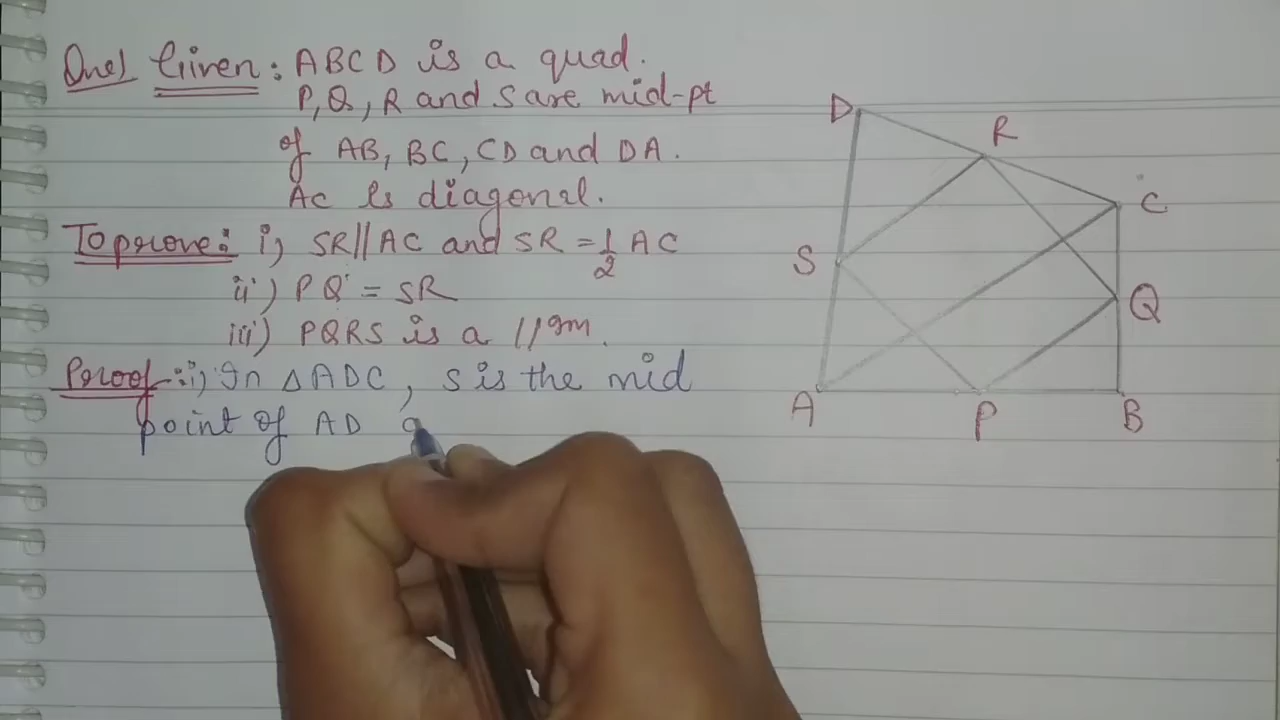 Que1 Given: ABCD is a quad.
P, Q, R and S are mid-pt
of AB, BC, CD and DA.
AC is diagonal.
To prove: i) SR//AC and SR = 1/2 AC
ii) PQ = SR
iii) PQRS is a //gm.
Proof: i) In △ADC, S is the mid
point of AD a
D
R
C
S
Q
A
P
B